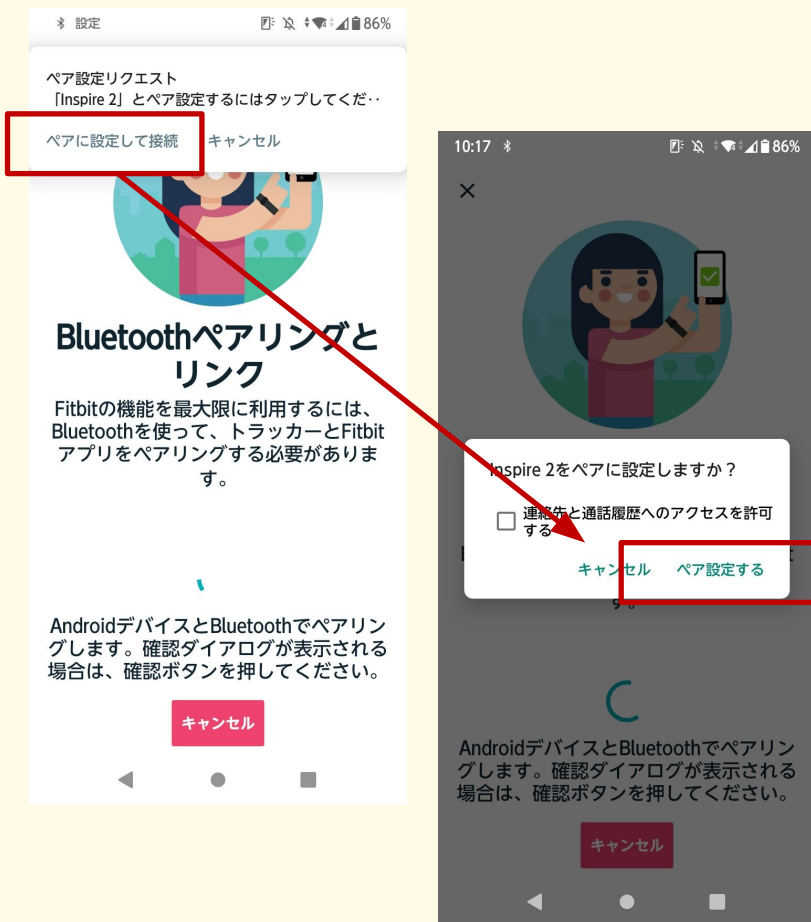 設定
86%
ペア設定リクエスト
「Inspire 2」とペア設定するにはタップしてくだ‥
ペアに設定して接続
キャンセル
Bluetoothペアリングと
リンク
Fitbitの機能を最大限に利用するには、
Bluetoothを使って、トラッカーとFitbit
アプリをペアリングする必要がありま
す。
AndroidデバイスとBluetoothでペアリン
グします。確認ダイアログが表示される
場合は、確認ボタンを押してください。
キャンセル
10:17
86%
Inspire 2をペアに設定しますか？
連絡先と通話履歴へのアクセスを許可
する
キャンセル
ペア設定する
す。
AndroidデバイスとBluetoothでペアリン
グします。確認ダイアログが表示される
場合は、確認ボタンを押してください。
キャンセル